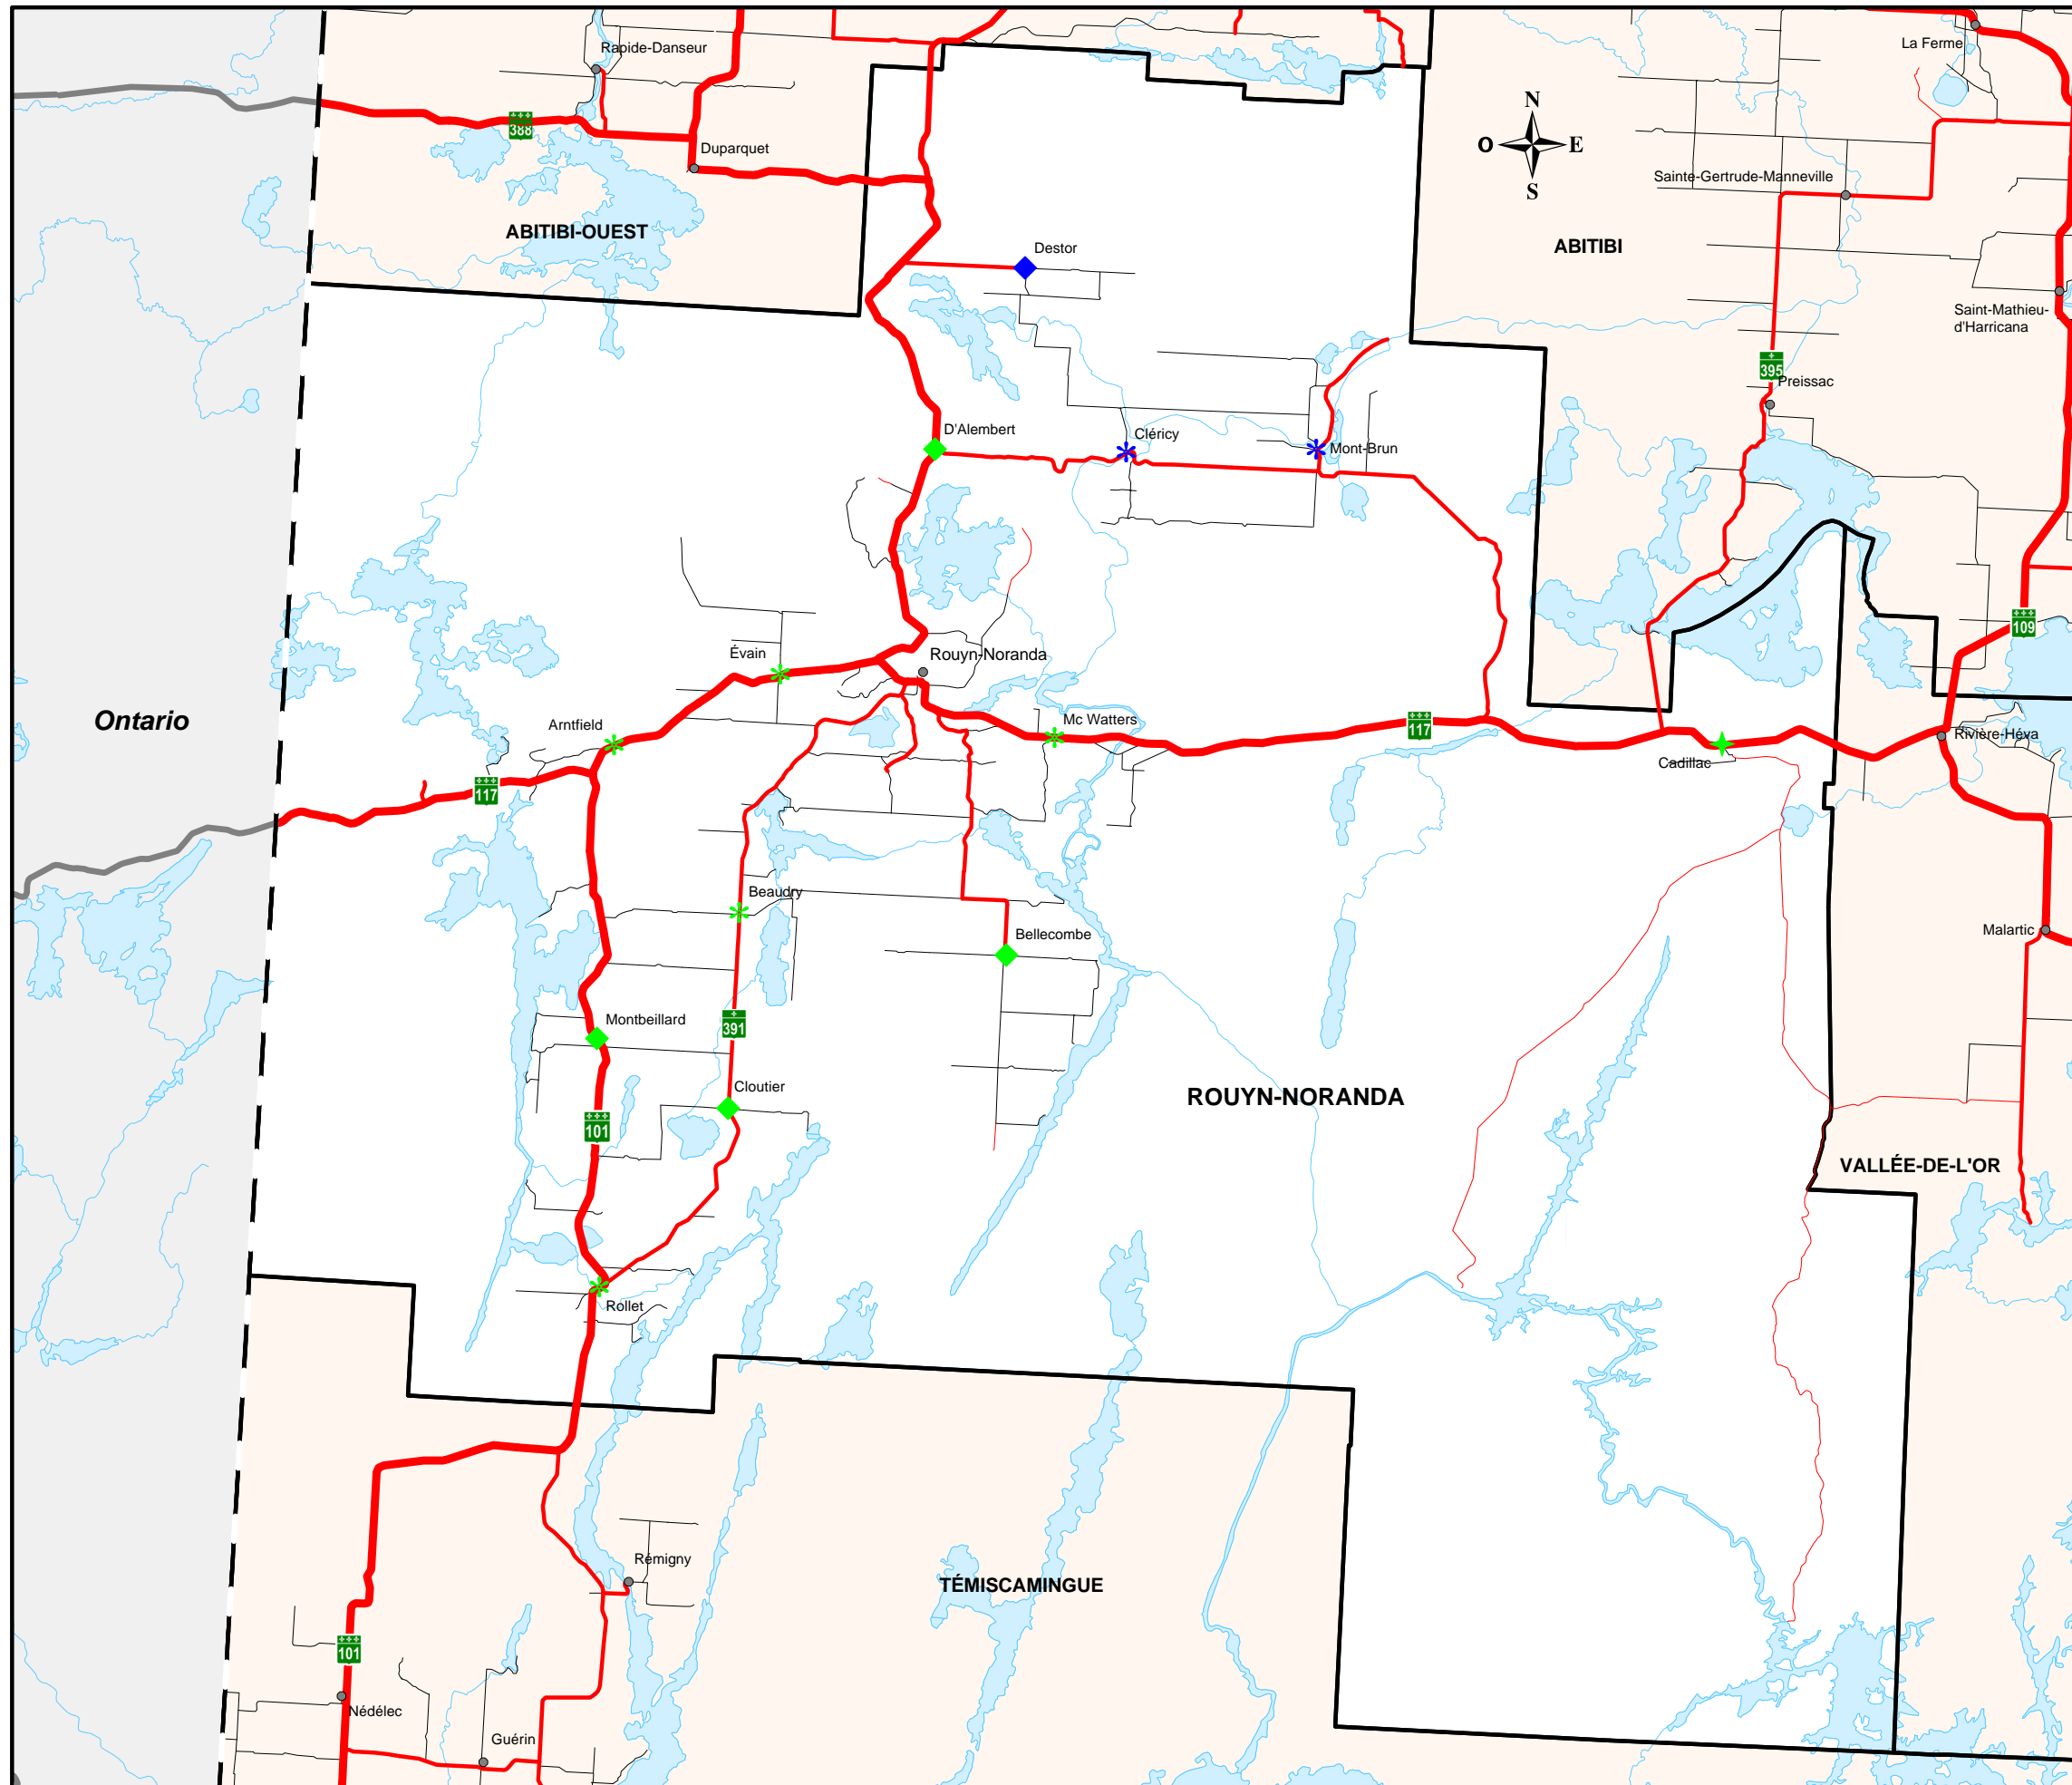 Rapide-Danseur
La Ferme
388
Duparquet
N
O
E
S
Sainte-Gertrude-Manneville
ABITIBI-OUEST
ABITIBI
Destor
Saint-Mathieu-
d'Harricana
395
Preissac
D'Alembert
Cléricy
Mont-Brun
109
Évain
Rouyn-Noranda
Ontario
Arntfield
Mc Watters
117
Rivière-Héva
Cadillac
117
Beaudry
Bellecombe
Malartic
Montbeillard
391
Cloutier
ROUYN-NORANDA
101
VALLÉE-DE-L'OR
Rollet
Rémigny
TÉMISCAMINGUE
101
Nédélec
Guérin